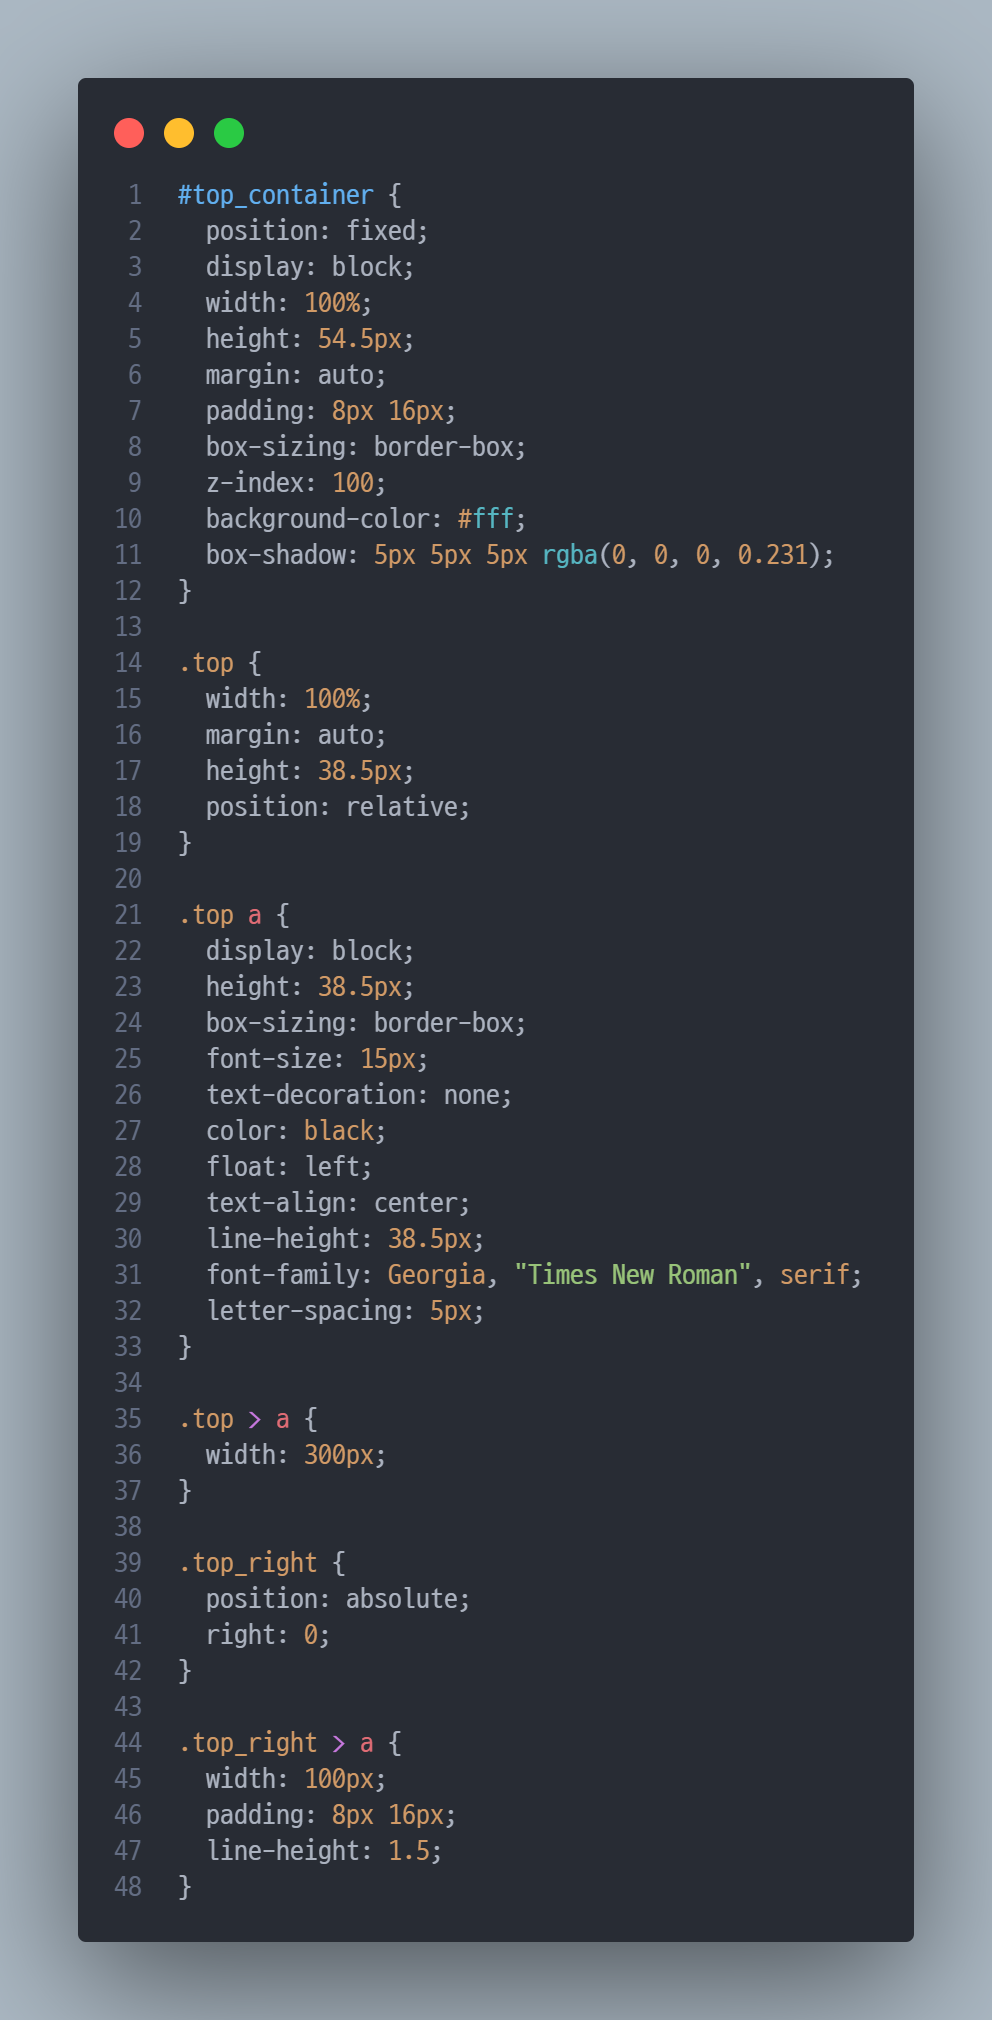 1 #top_container {
2   position: fixed;
3   display: block;
4   width: 100%;
5   height: 54.5px;
6   margin: auto;
7   padding: 8px 16px;
8   box-sizing: border-box;
9   z-index: 100;
10   background-color: #fff;
11   box-shadow: 5px 5px 5px rgba(0, 0, 0, 0.231);
12 }
13
14 .top {
15   width: 100%;
16   margin: auto;
17   height: 38.5px;
18   position: relative;
19 }
20
21 .top a {
22   display: block;
23   height: 38.5px;
24   box-sizing: border-box;
25   font-size: 15px;
26   text-decoration: none;
27   color: black;
28   float: left;
29   text-align: center;
30   line-height: 38.5px;
31   font-family: Georgia, "Times New Roman", serif;
32   letter-spacing: 5px;
33 }
34
35 .top > a {
36   width: 300px;
37 }
38
39 .top_right {
40   position: absolute;
41   right: 0;
42 }
43
44 .top_right > a {
45   width: 100px;
46   padding: 8px 16px;
47   line-height: 1.5;
48 }